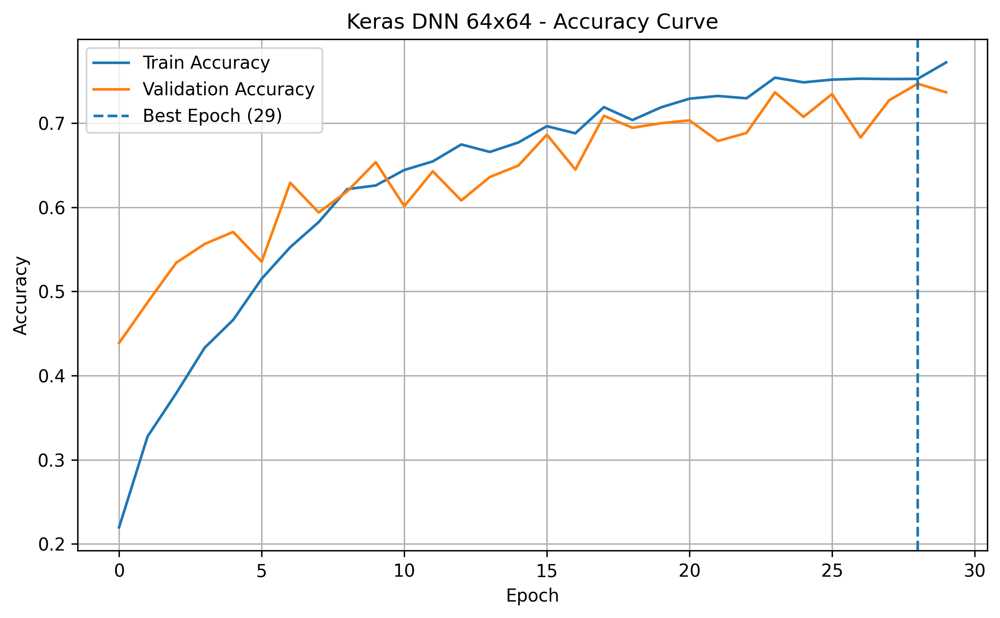 Keras DNN 64x64 - Accuracy Curve
Train Accuracy
Validation Accuracy
Best Epoch (29)
Accuracy
0.7
0.6
0.5
0.4
0.3
0.2
0 5 10 15 20 25 30
Epoch